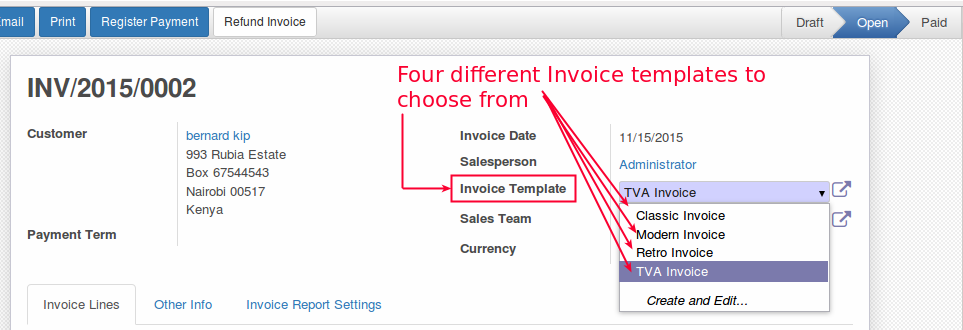 mail Print Register Payment Refund Invoice Draft Open Paid
Four different Invoice templates to
choose from
INV/2015/0002
Customer bernard kip
993 Rubia Estate
Box 67544543
Nairobi 00517
Kenya
Payment Term
Invoice Date 11/15/2015
Salesperson Administrator
Invoice Template TVA Invoice
Sales Team
Currency
Classic Invoice
Modern Invoice
Retro Invoice
TVA Invoice
Create and Edit...
Invoice Lines Other Info Invoice Report Settings